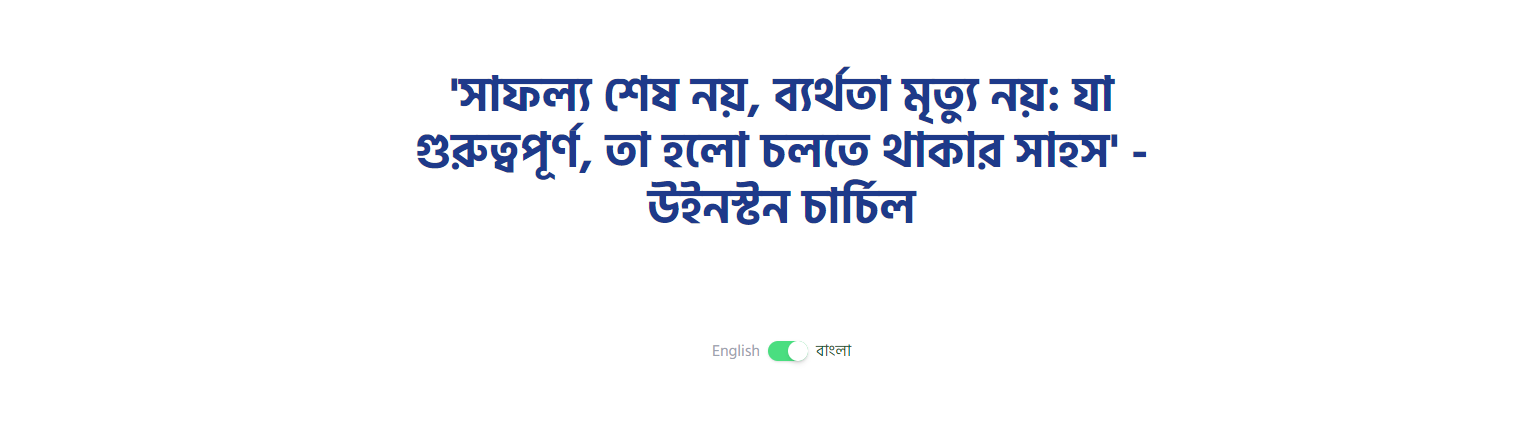 'সাফল্য শেষ নয়, ব্যর্থতা মৃত্যু নয়: যা
গুরুত্বপূর্ণ, তা হলো চলতে থাকার সাহস' -
উইনস্টন চার্চিল
English বাংলা